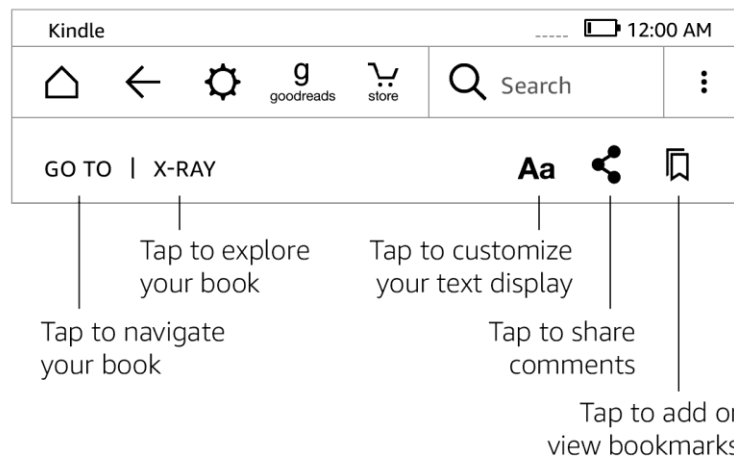 Kindle 12:00 AM
g
goodreads store Search
GO TO | X-RAY Aa
Tap to explore
your book
Tap to customize
your text display
Tap to navigate
your book
Tap to share
comments
Tap to add or
view bookmarks